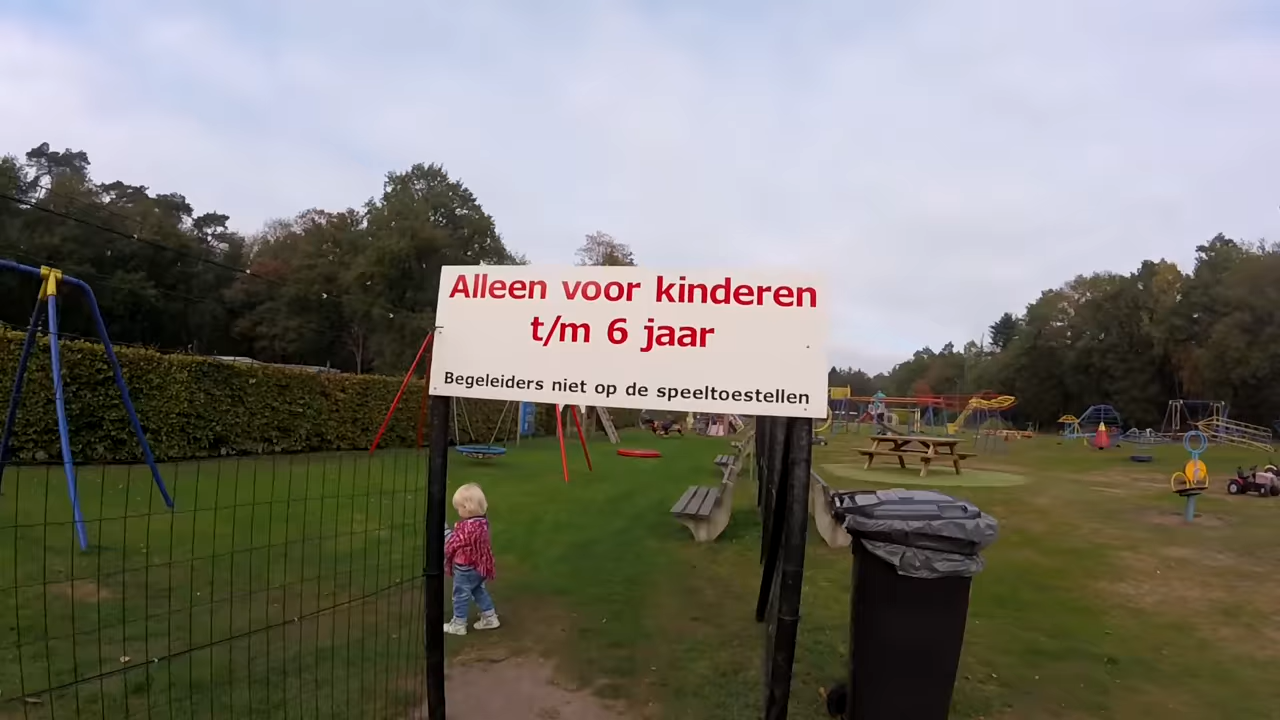 Alleen voor kinderen
t/m 6 jaar
Begeleiders niet op de speeltoestellen